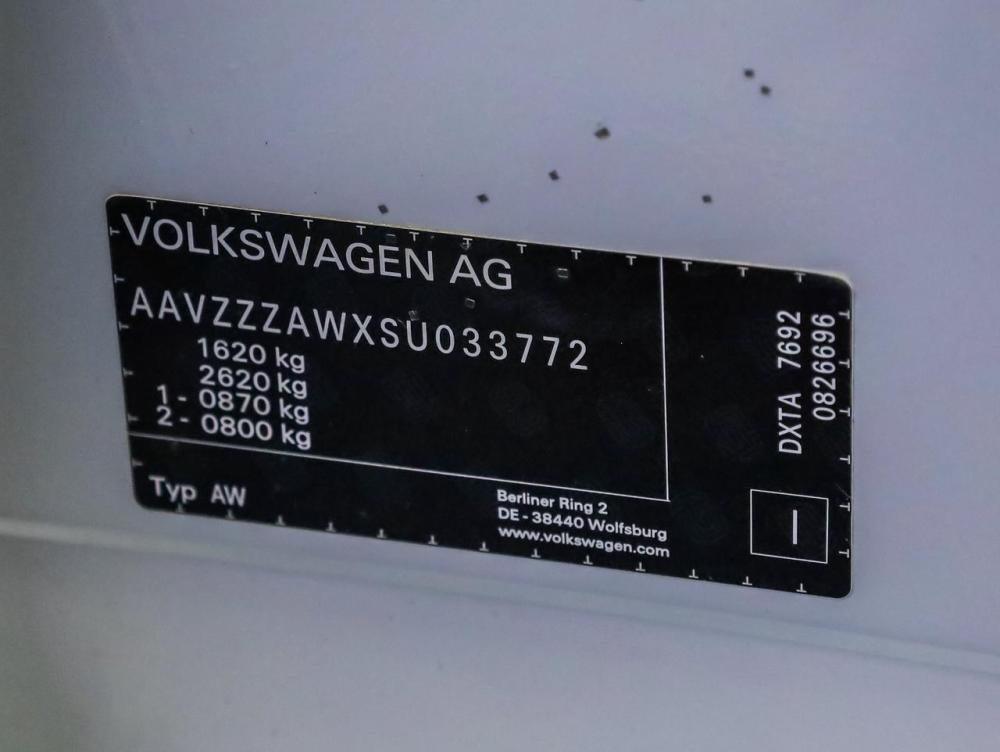 VOLKSWAGEN AG
AAVZZZAWXSU033772
1620 kg
2620 kg
1 - 0870 kg
2 - 0800 kg
Typ AW
Berliner Ring 2
DE - 38440 Wolfsburg
www.volkswagen.com
DXTA 7692
0826696
I